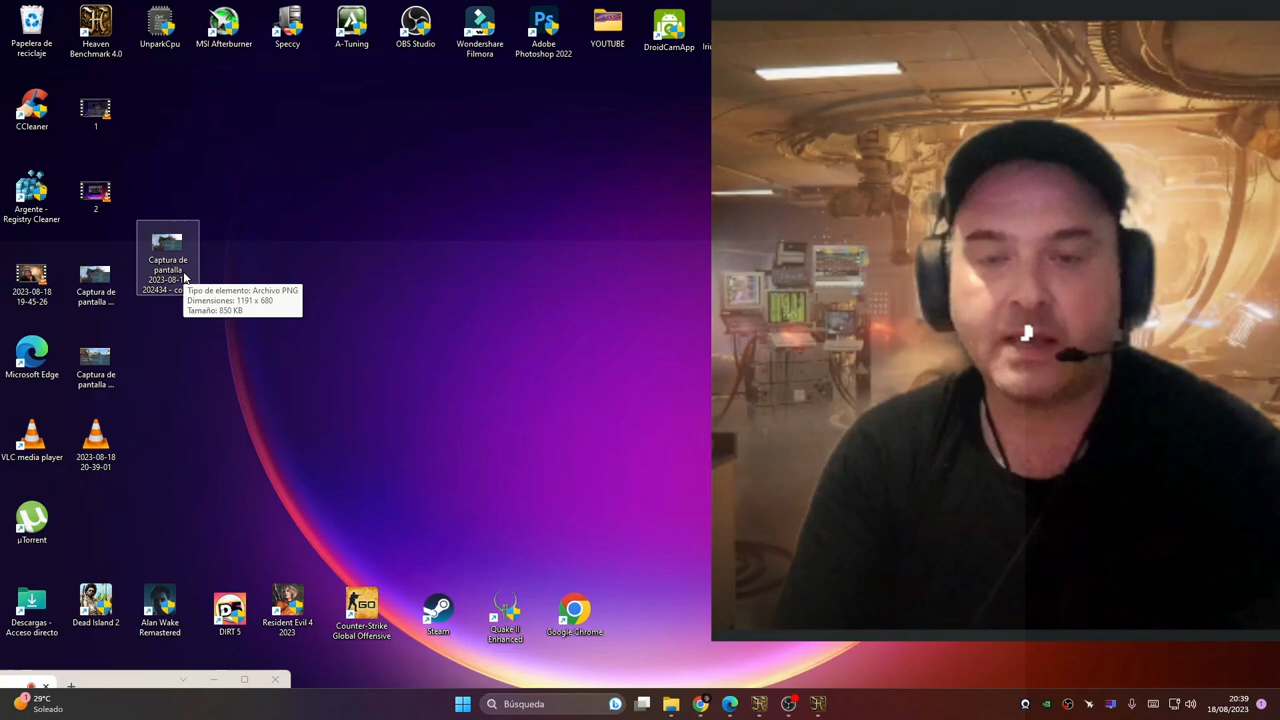 Papelera de
reciclaje
Heaven
Benchmark 4.0
UnparkCpu
MSI Afterburner
Speccy
A-Tuning
OBS Studio
Wondershare
Filmora
Adobe
Photoshop 2022
YOUTUBE
DroidCamApp
CCleaner
1
Argente -
Registry Cleaner
2
Captura de
pantalla
2023-08-1
202434 - co
Tipo de elemento: Archivo PNG
Dimensiones: 1191 x 680
Tamaño: 850 KB
2023-08-18
19-45-26
Captura de
pantalla ...
Microsoft Edge
Captura de
pantalla ...
VLC media player
2023-08-18
20-39-01
µTorrent
Descargas -
Acceso directo
Dead Island 2
Alan Wake
Remastered
DIRT 5
Resident Evil 4
2023
Counter-Strike
Global Offensive
Steam
Quake II
Enhanced
Google Chrome
29°C
Soleado
Búsqueda
20:39
18/08/2023